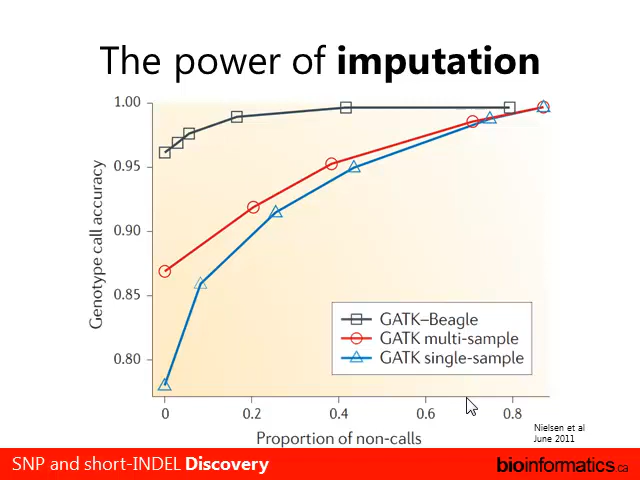 The power of imputation
1.00
0.95
0.90
0.85
0.80
Genotype call accuracy
GATK–Beagle
GATK multi-sample
GATK single-sample
0 0.2 0.4 0.6 0.8
Proportion of non-calls
Nielsen et al
June 2011
SNP and short-INDEL Discovery
bioinformatics.ca